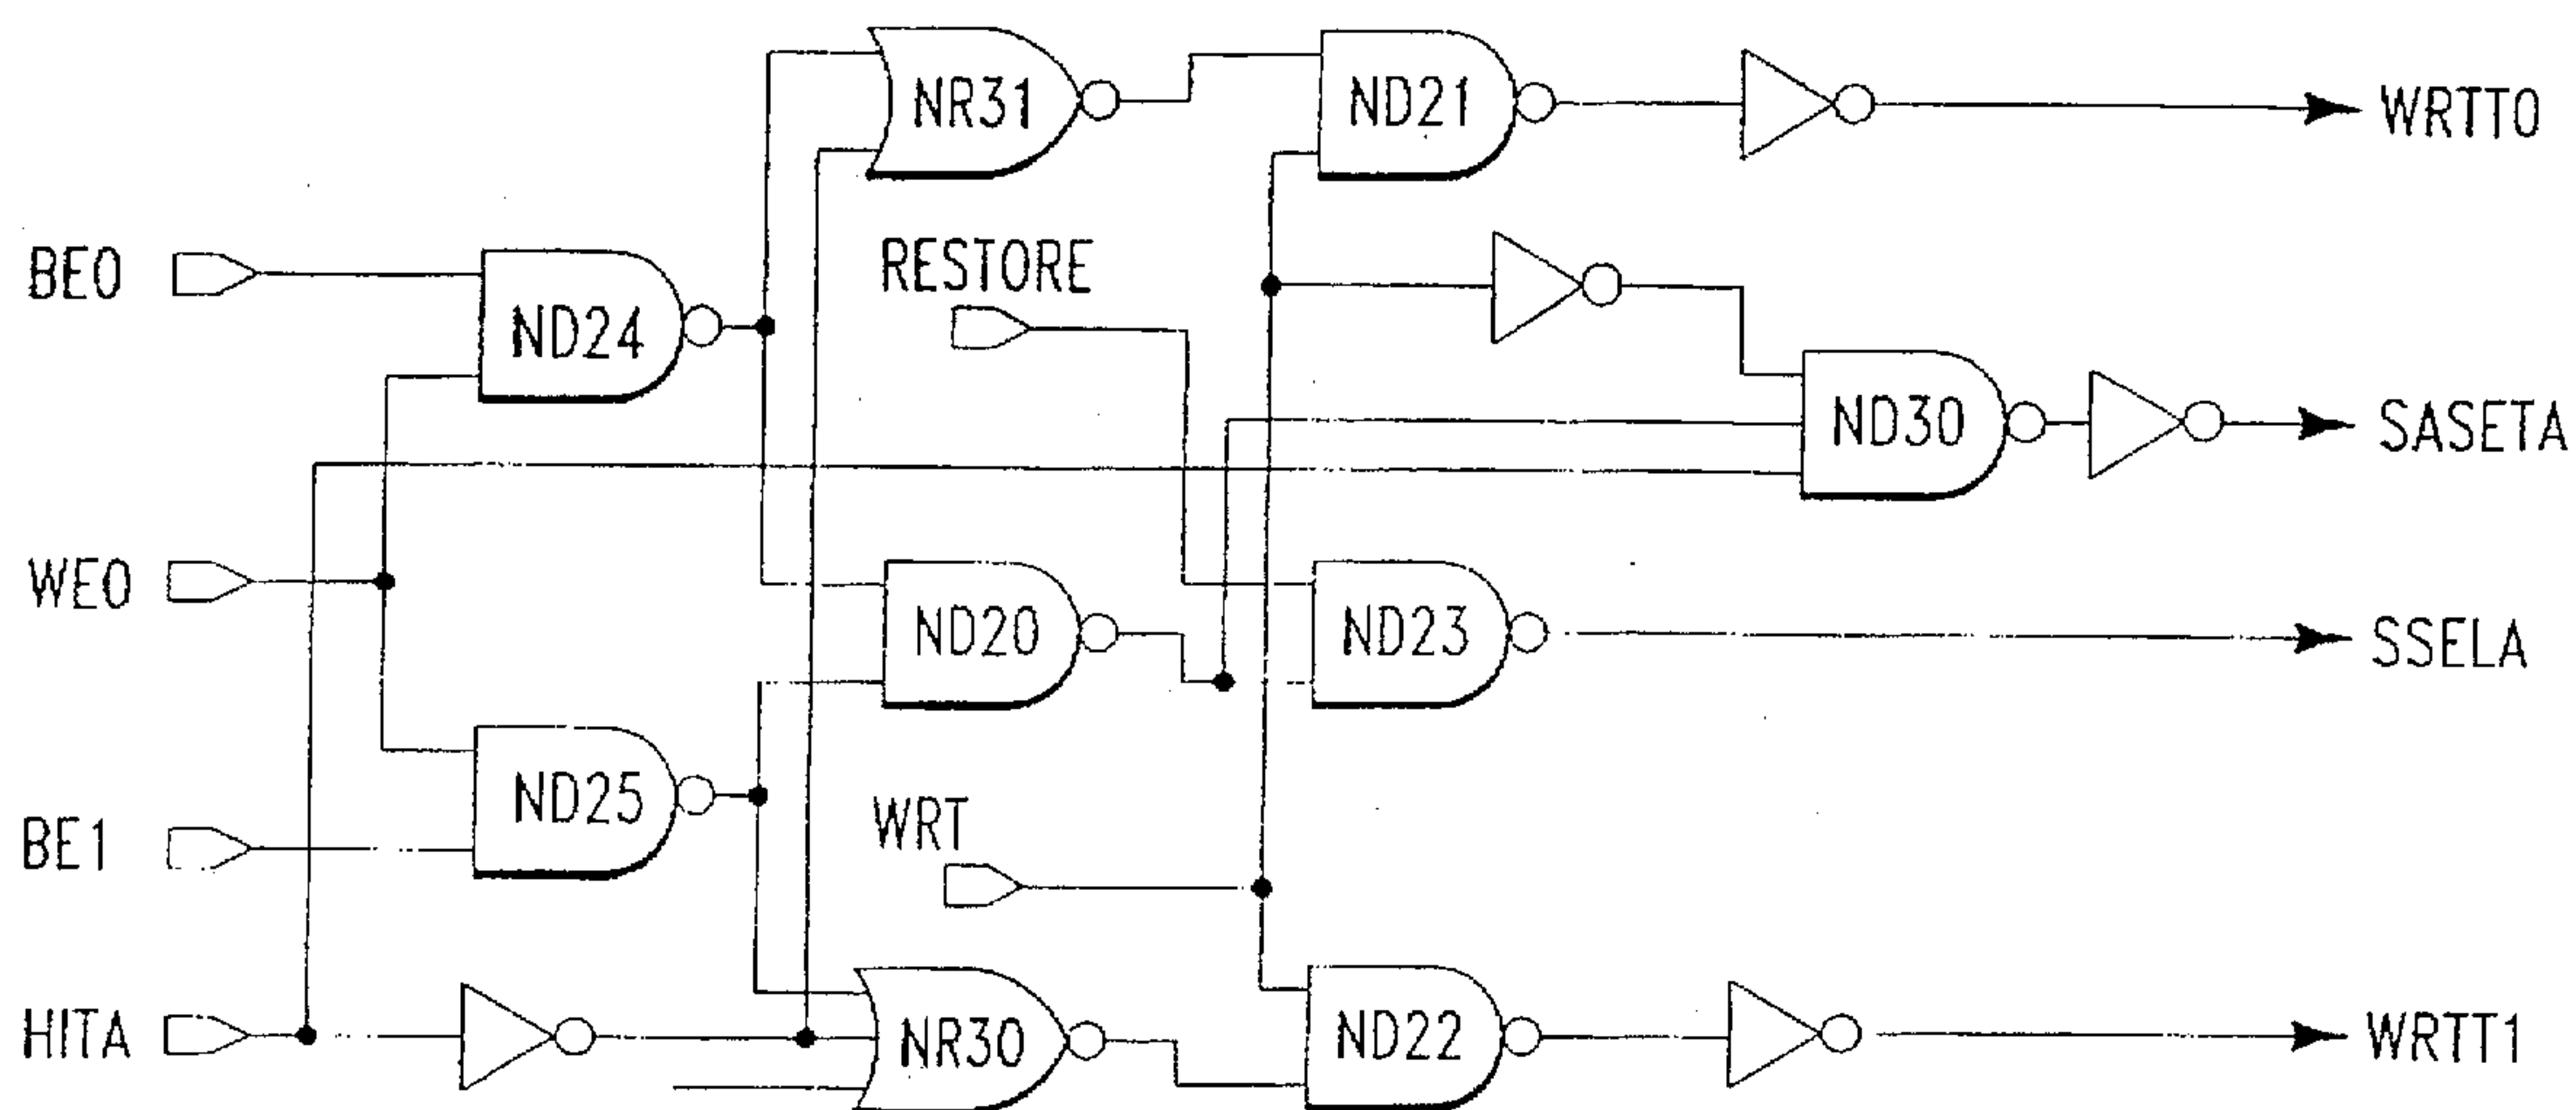 NR31
ND21
WRTT0
BE0
RESTORE
ND24
ND30
SASETA
WE0
ND20
ND23
SSELA
ND25
BE1
WRT
HITA
NR30
ND22
WRTT1